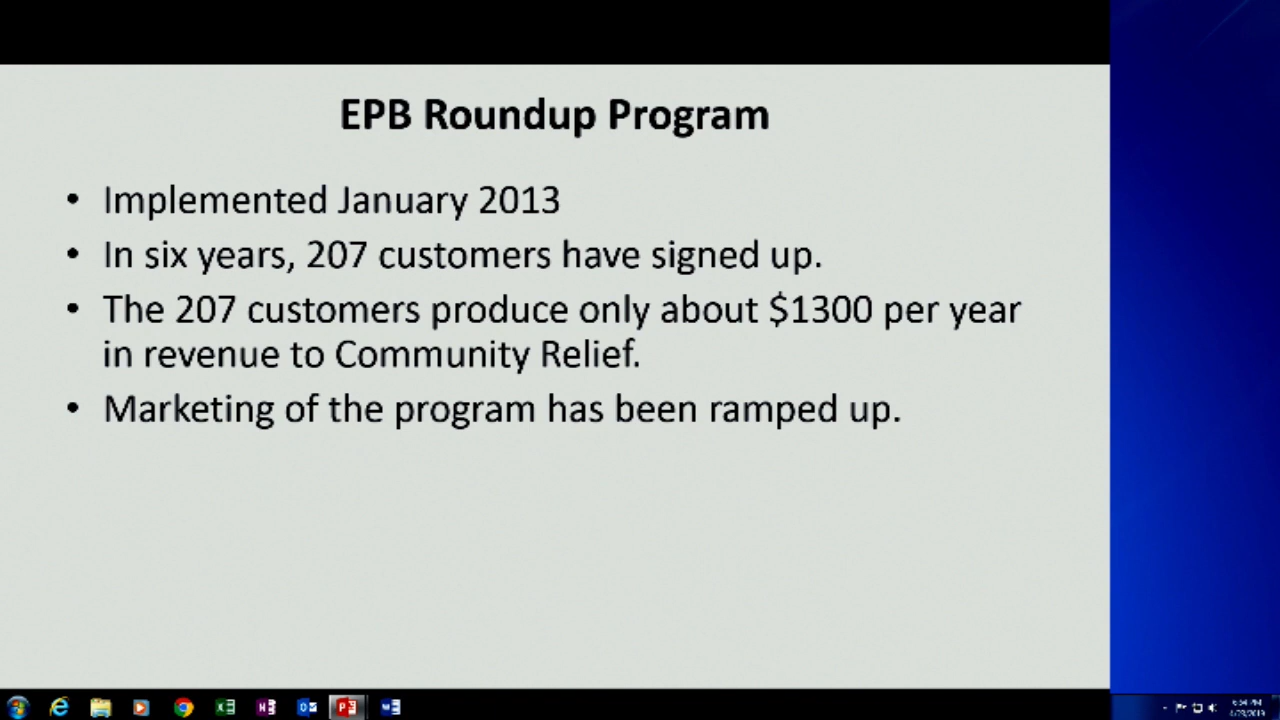 EPB Roundup Program
• Implemented January 2013
• In six years, 207 customers have signed up.
• The 207 customers produce only about $1300 per year
in revenue to Community Relief.
• Marketing of the program has been ramped up.